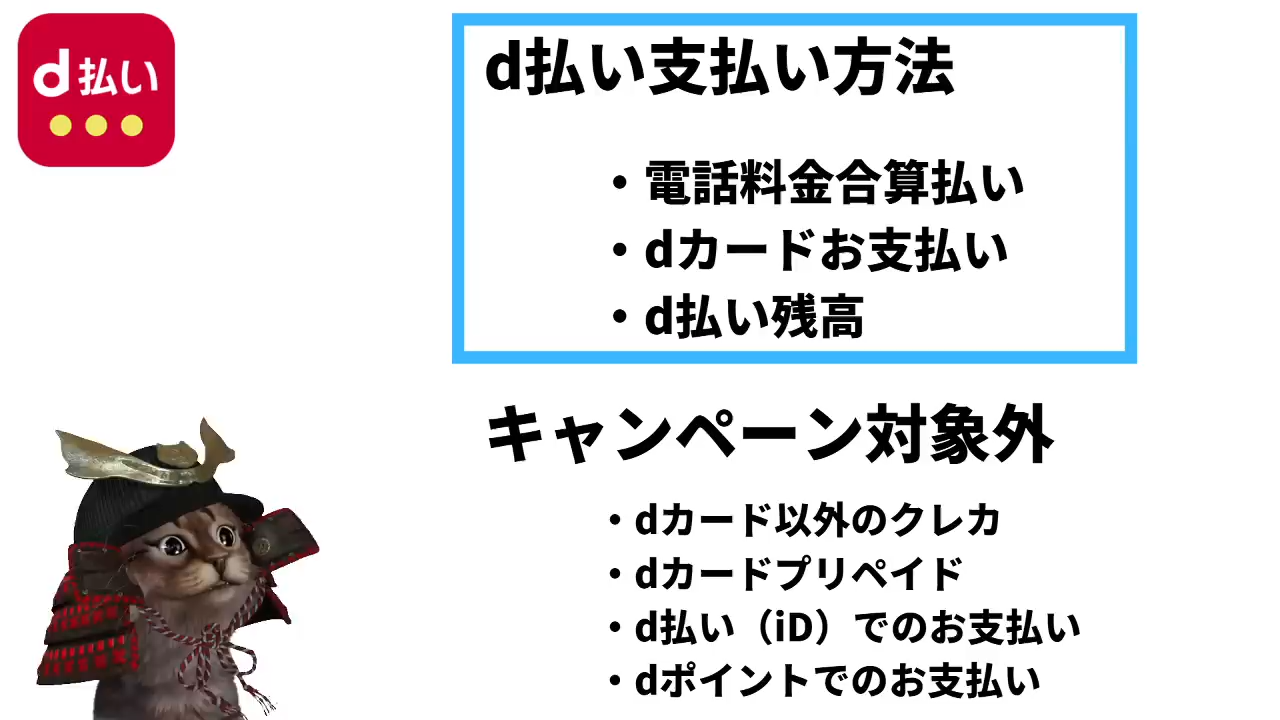 d払い
d払い支払い方法
・電話料金合算払い
・dカードお支払い
・d払い残高
キャンペーン対象外
・dカード以外のクレカ
・dカードプリペイド
・d払い（iD）でのお支払い
・dポイントでのお支払い